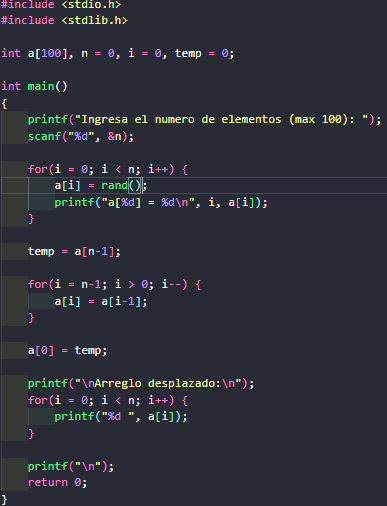 #include <stdio.h>
#include <stdlib.h>
int a[100], n = 0, i = 0, temp = 0;
int main()
{
printf("Ingresa el numero de elementos (max 100): ");
scanf("%d", &n);
for(i = 0; i < n; i++) {
a[i] = rand();
printf("a[%d] = %d\n", i, a[i]);
}
temp = a[n-1];
for(i = n-1; i > 0; i--) {
a[i] = a[i-1];
}
a[0] = temp;
printf("\nArreglo desplazado:\n");
for(i = 0; i < n; i++) {
printf("%d ", a[i]);
}
printf("\n");
return 0;
}